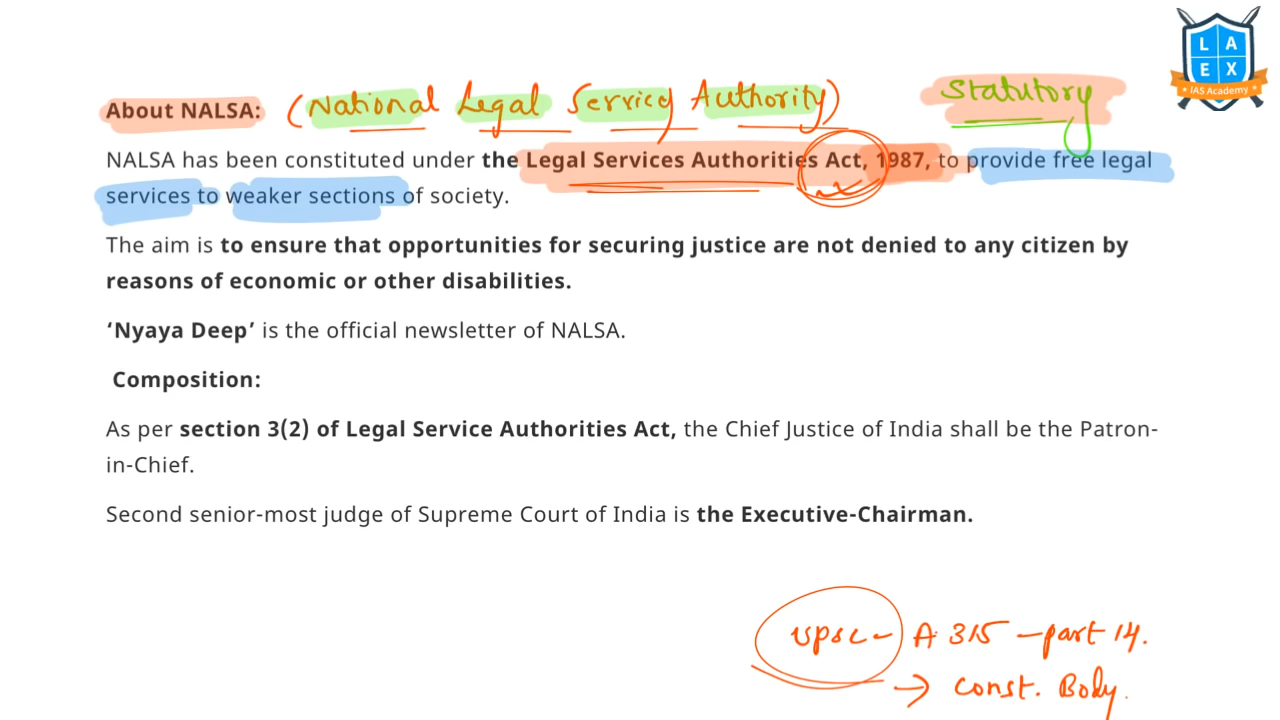 L A
E X
IAS Academy
About NALSA: (National Legal Service Authority) Statutory
NALSA has been constituted under the Legal Services Authorities Act, 1987, to provide free legal
services to weaker sections of society.
The aim is to ensure that opportunities for securing justice are not denied to any citizen by
reasons of economic or other disabilities.
‘Nyaya Deep’ is the official newsletter of NALSA.
Composition:
As per section 3(2) of Legal Service Authorities Act, the Chief Justice of India shall be the Patron-
in-Chief.
Second senior-most judge of Supreme Court of India is the Executive-Chairman.
UPSC - A 315 - part 14.
→ Const. Body.